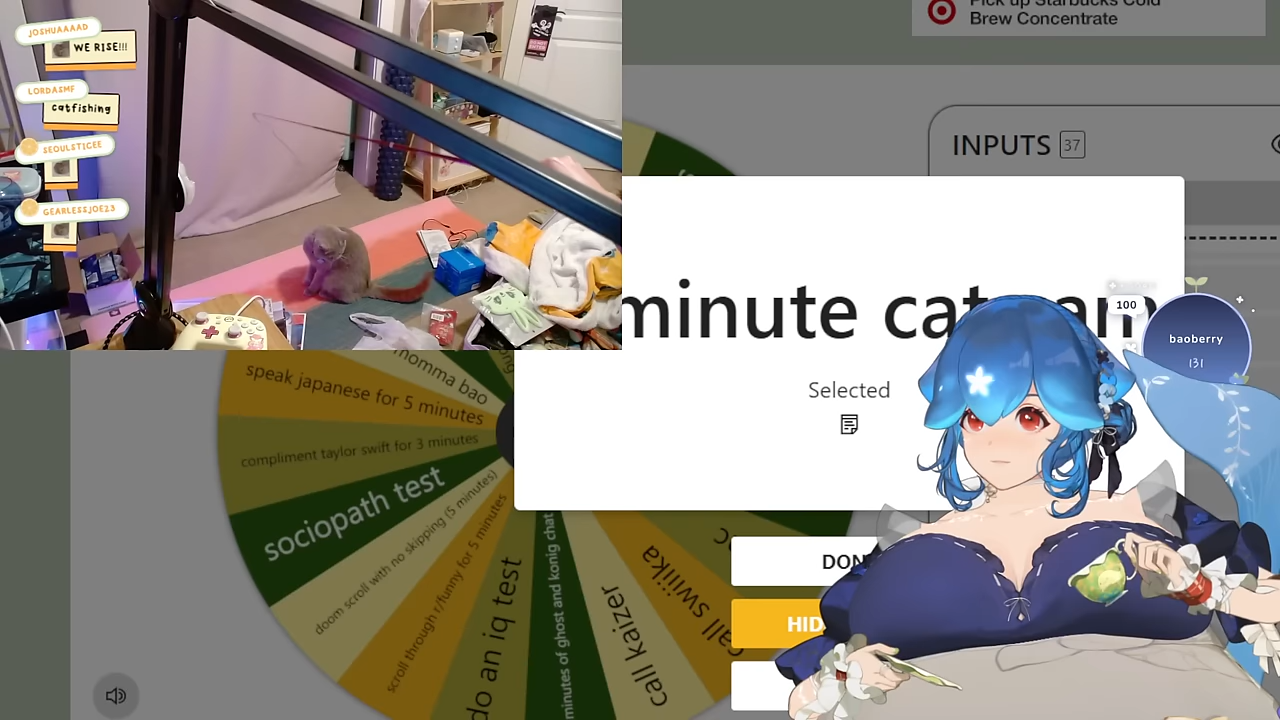 JOSHUAAAAD
WE RISE!!!
LORDASMF
catfishing
SEOULSTICEE
GEARLESSJOE23
Pick up Starbucks Cold
Brew Concentrate
INPUTS 37
minute cat cam
Selected
100
baoberry
131
momma bao
speak japanese for 5 minutes
compliment taylor swift for 3 minutes
sociopath test
doom scroll with no skipping (5 minutes)
scroll through r/funny for 5 minutes
do an iq test
minutes of ghost and konig chat
call kaizer
call swiiika
DON
HID